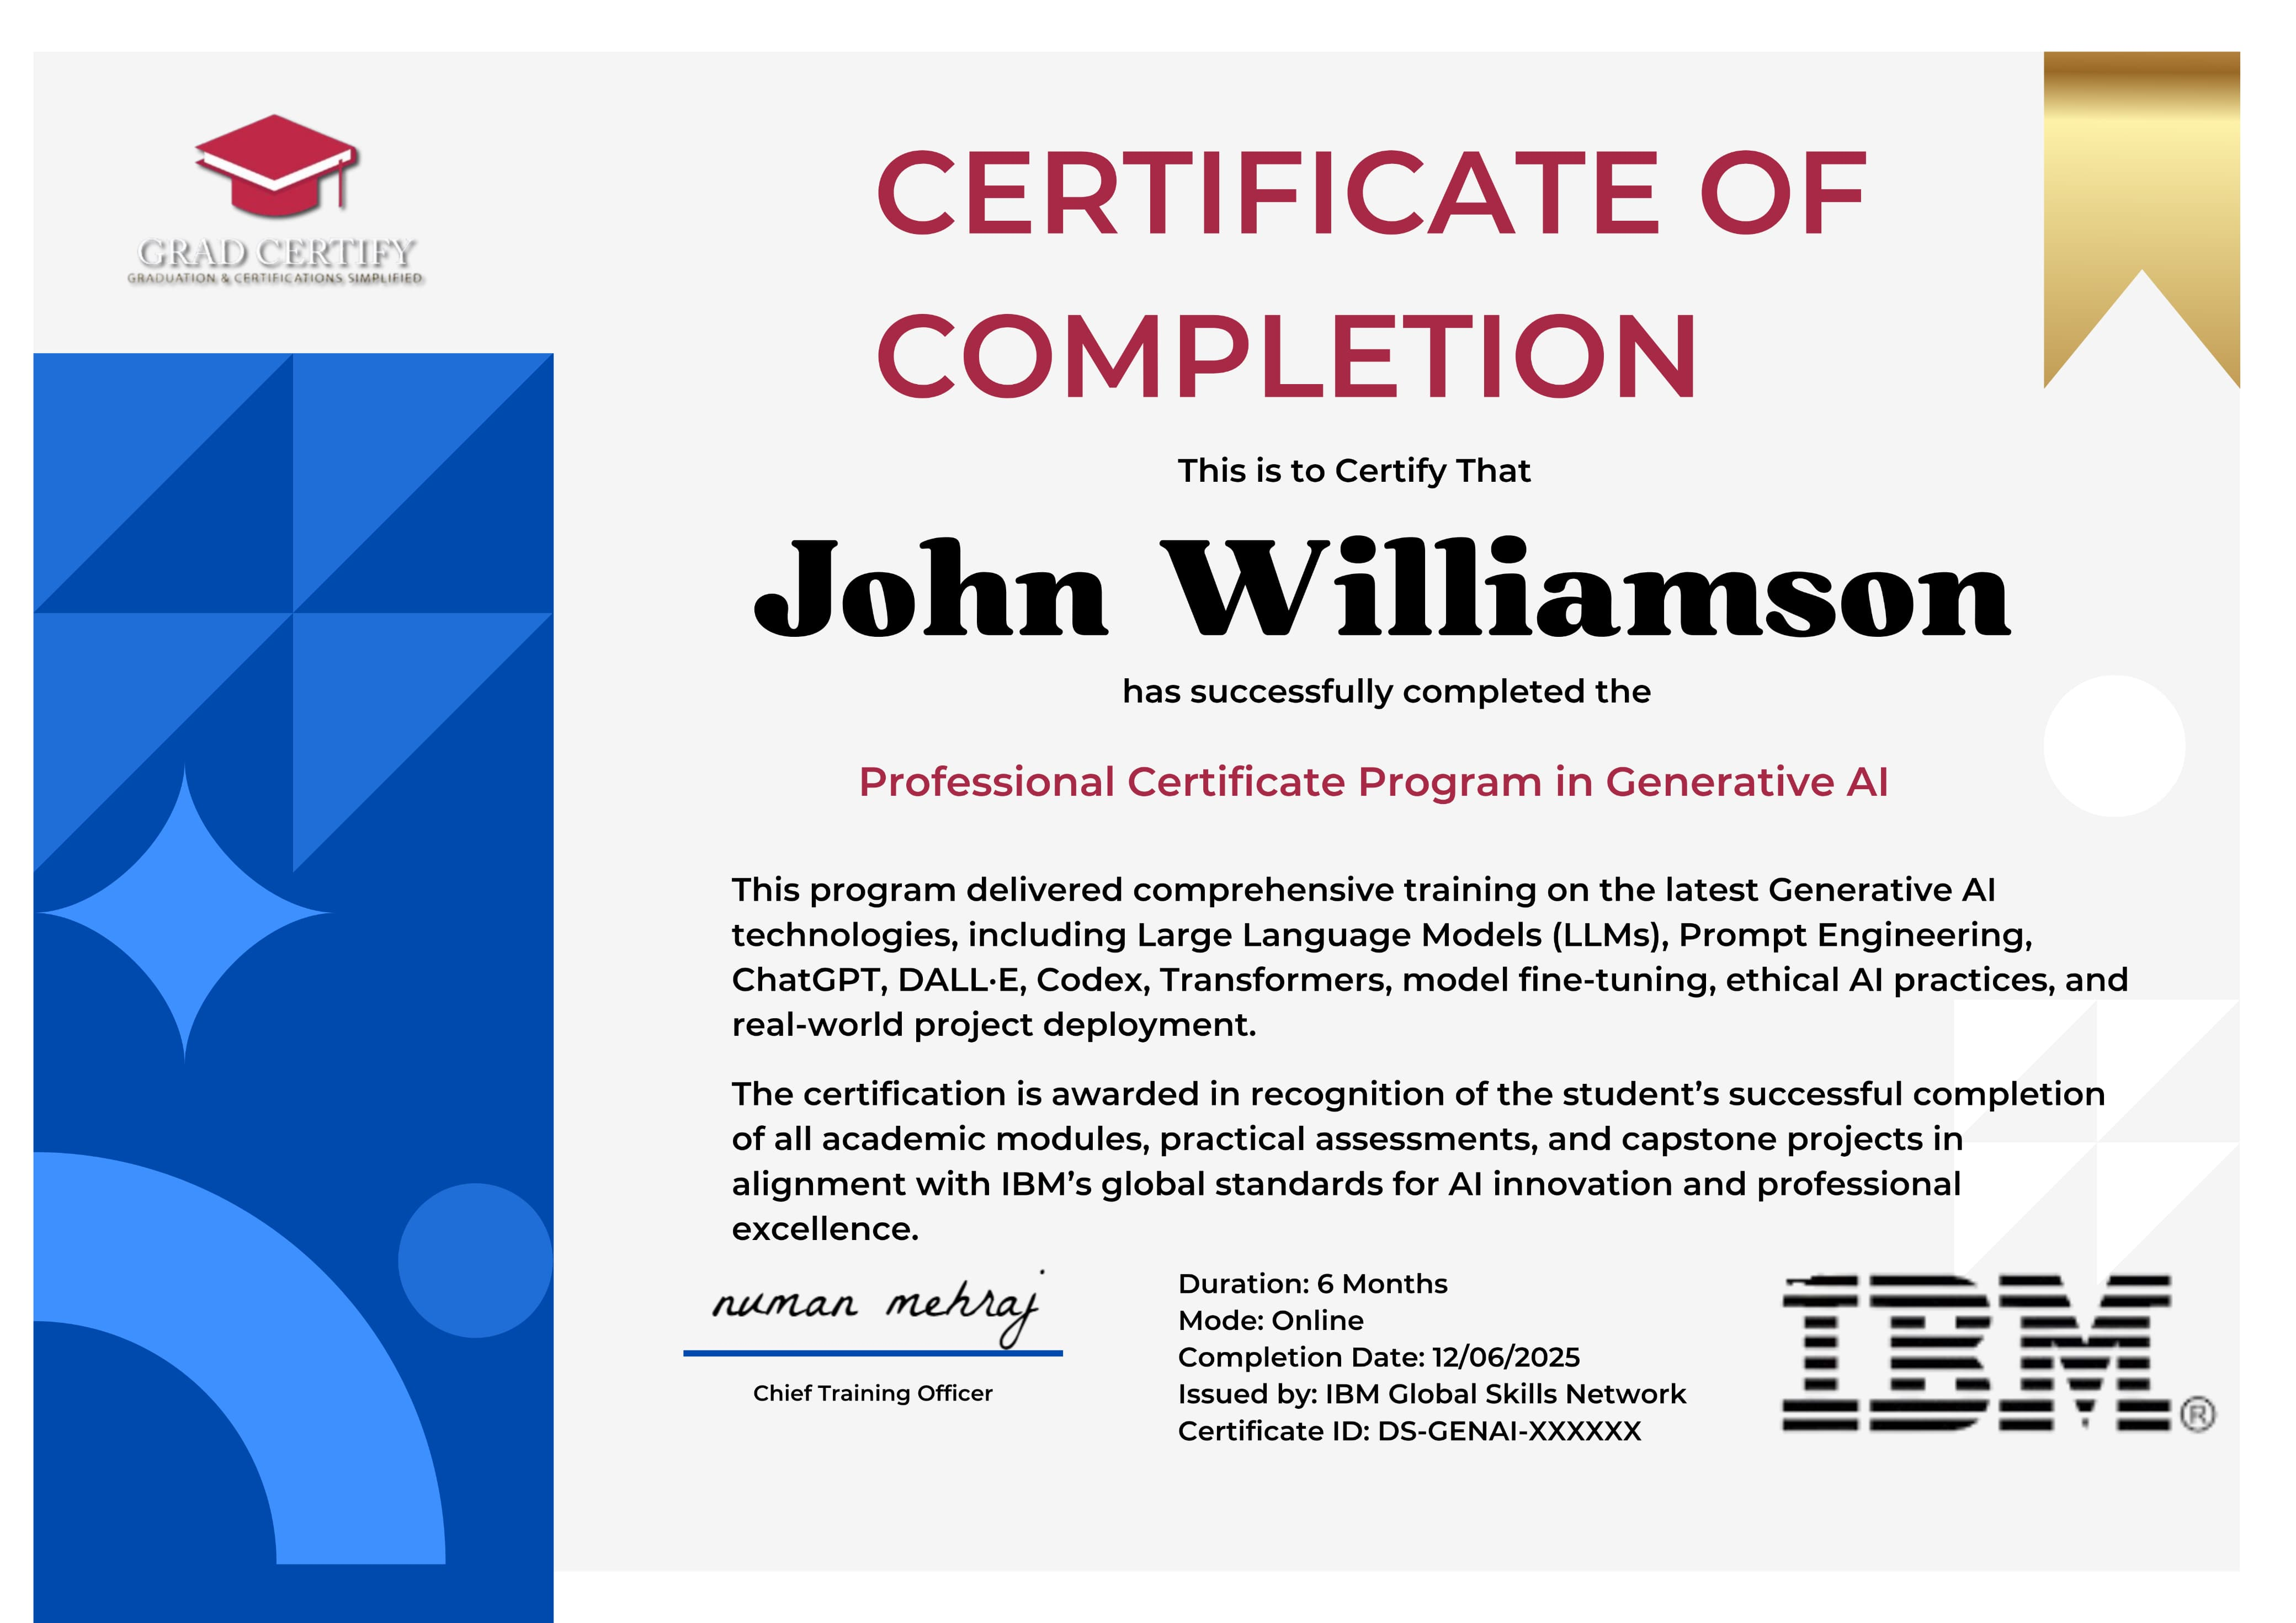 GRAD CERTIFY
GRADUATION & CERTIFICATIONS SIMPLIFIED
CERTIFICATE OF
COMPLETION
This is to Certify That
John Williamson
has successfully completed the
Professional Certificate Program in Generative AI
This program delivered comprehensive training on the latest Generative AI
technologies, including Large Language Models (LLMs), Prompt Engineering,
ChatGPT, DALL·E, Codex, Transformers, model fine-tuning, ethical AI practices, and
real-world project deployment.
The certification is awarded in recognition of the student’s successful completion
of all academic modules, practical assessments, and capstone projects in
alignment with IBM’s global standards for AI innovation and professional
excellence.
numan mehraj
Chief Training Officer
Duration: 6 Months
Mode: Online
Completion Date: 12/06/2025
Issued by: IBM Global Skills Network
Certificate ID: DS-GENAI-XXXXXX
IBM®